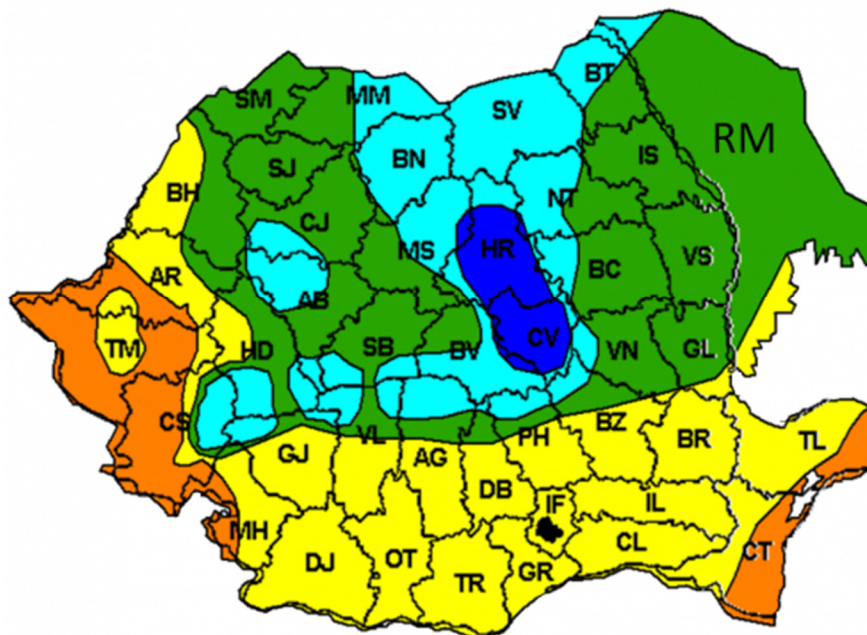 BT
SM
MM
SV
RM
BN
IS
SJ
BH
NT
CJ
MS
HR
VS
BC
AR
AB
CV
TM
HD
SB
BV
VN
GL
CS
VL
BZ
PH
BR
TL
GJ
AG
DB
IF
IL
MH
CL
CT
DJ
OT
TR
GR